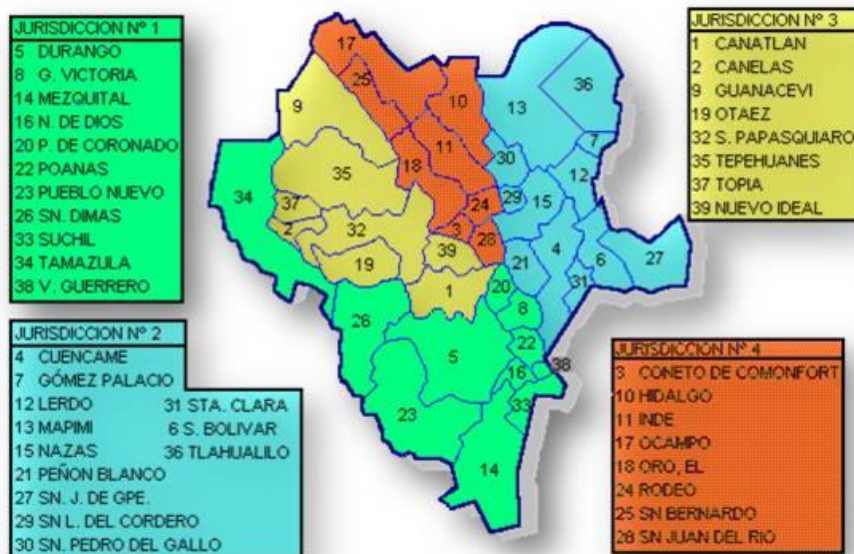 JURISDICCION Nº 1
5 DURANGO
8 G. VICTORIA
14 MEZQUITAL
16 N. DE DIOS
20 P. DE CORONADO
22 POANAS
23 PUEBLO NUEVO
26 SN. DIMAS
33 SUCHIL
34 TAMAZULA
38 V. GUERRERO
JURISDICCION Nº 2
4 CUENCAME
7 GÓMEZ PALACIO
12 LERDO 31 STA. CLARA
13 MAPIMI 6 S. BOLIVAR
15 NAZAS 36 TLAHUALILO
21 PEÑON BLANCO
27 SN. J. DE GPE.
29 SN L. DEL CORDERO
30 SN. PEDRO DEL GALLO
17
25
10
13
36
9
11
7
30
12
35
18
29
15
34
37
24
2
32
3
28
39
4
6
27
19
21
31
1
20
26
8
5
22
38
16
23
33
14
JURISDICCION Nº 3
1 CANATLAN
2 CANELAS
9 GUANACEVI
19 OTAEZ
32 S. PAPASQUIARO
35 TEPEHUANES
37 TOPIA
39 NUEVO IDEAL
JURISDICCION Nº 4
3 CONETO DE COMONFORT
10 HIDALGO
11 INDE
17 OCAMPO
18 ORO, EL
24 RODEO
25 SN BERNARDO
28 SN JUAN DEL RIO